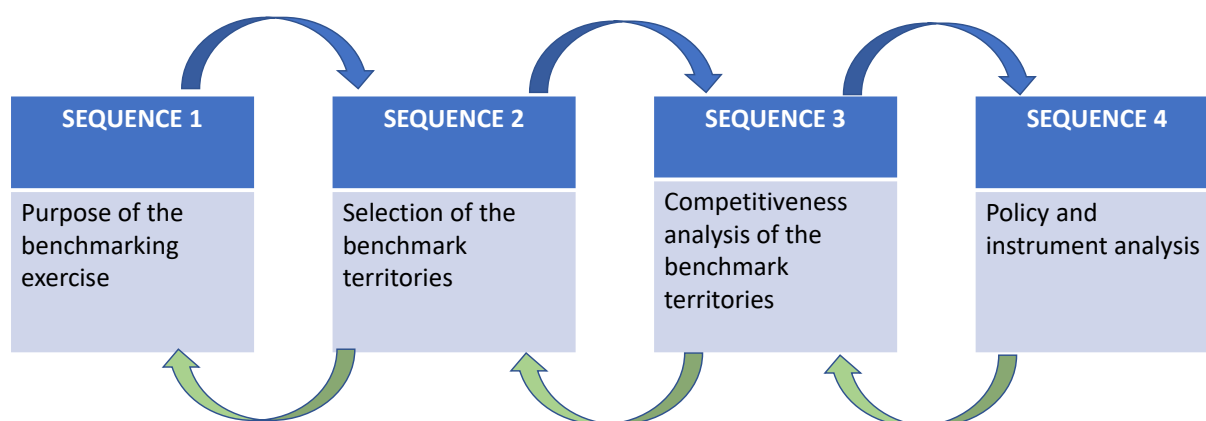 SEQUENCE 1
Purpose of the
benchmarking
exercise
SEQUENCE 2
Selection of the
benchmark
territories
SEQUENCE 3
Competitiveness
analysis of the
benchmark
territories
SEQUENCE 4
Policy and
instrument analysis